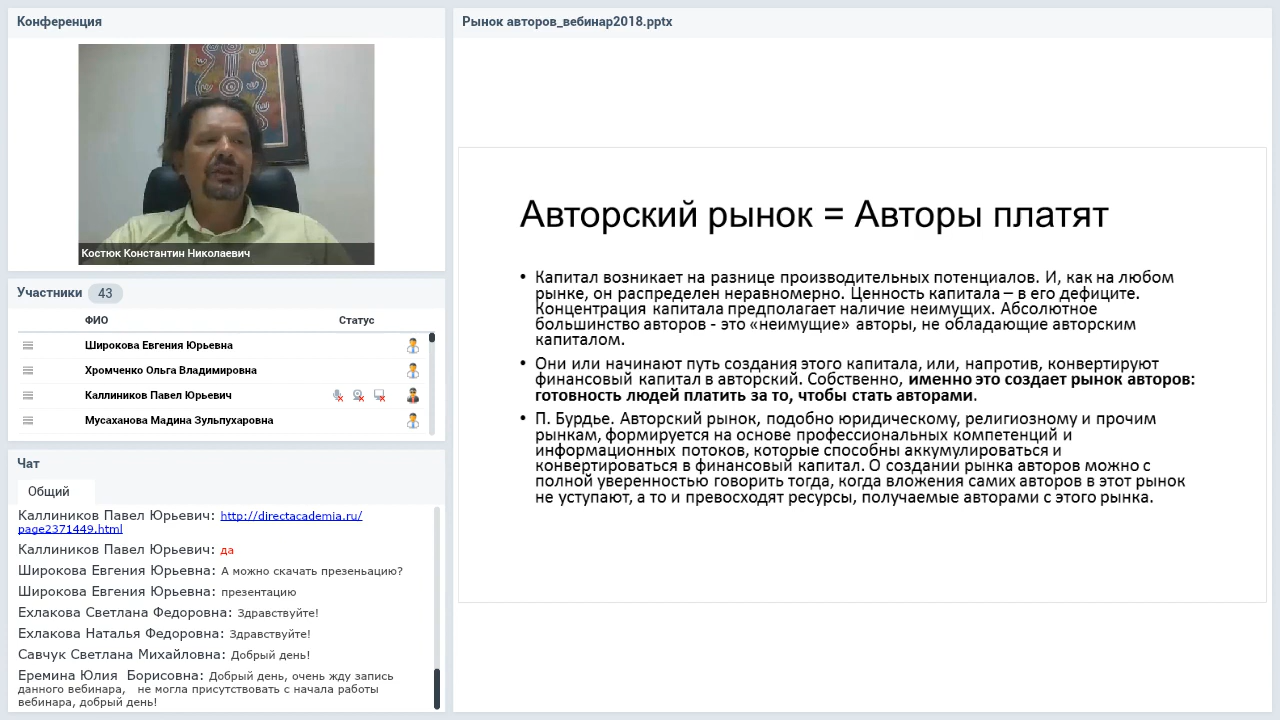 Конференция
Костюк Константин Николаевич
Участники 43
ФИО Статус
Широкова Евгения Юрьевна
Хромченко Ольга Владимировна
Каллиников Павел Юрьевич
Мусаханова Мадина Зульпухаровна
Чат
Общий
Каллиников Павел Юрьевич: http://directacademia.ru/
page2371449.html
Каллиников Павел Юрьевич: да
Широкова Евгения Юрьевна: А можно скачать презеньацию?
Широкова Евгения Юрьевна: презентацию
Ехлакова Светлана Федоровна: Здравствуйте!
Ехлакова Наталья Федоровна: Здравствуйте!
Савчук Светлана Михайловна: Добрый день!
Еремина Юлия Борисовна: Добрый день, очень жду запись
данного вебинара, не могла присутствовать с начала работы
вебинара, добрый день!
Рынок авторов_вебинар2018.pptx
Авторский рынок = Авторы платят
• Капитал возникает на разнице производительных потенциалов. И, как на любом
рынке, он распределен неравномерно. Ценность капитала – в его дефиците.
Концентрация капитала предполагает наличие неимущих. Абсолютное
большинство авторов - это «неимущие» авторы, не обладающие авторским
капиталом.
• Они или начинают путь создания этого капитала, или, напротив, конвертируют
финансовый капитал в авторский. Собственно, именно это создает рынок авторов:
готовность людей платить за то, чтобы стать авторами.
• П. Бурдье. Авторский рынок, подобно юридическому, религиозному и прочим
рынкам, формируется на основе профессиональных компетенций и
информационных потоков, которые способны аккумулироваться и
конвертироваться в финансовый капитал. О создании рынка авторов можно с
полной уверенностью говорить тогда, когда вложения самих авторов в этот рынок
не уступают, а то и превосходят ресурсы, получаемые авторами с этого рынка.